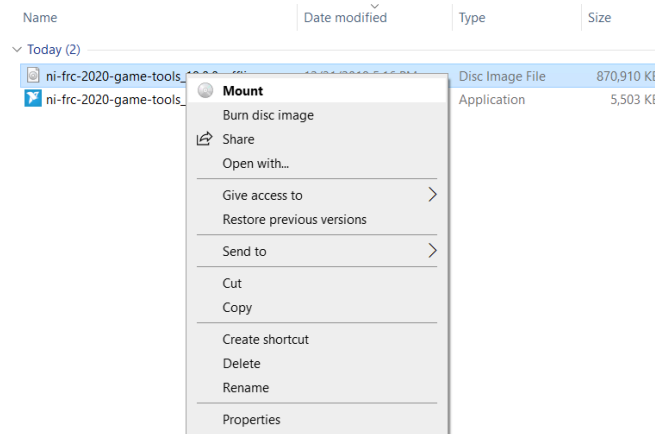 Name Date modified Type Size
Today (2)
ni-frc-2020-game-tools_ Disc Image File 870,910 KB
ni-frc-2020-game-tools_ Application 5,503 KB
Mount
Burn disc image
Share
Open with...
Give access to
Restore previous versions
Send to
Cut
Copy
Create shortcut
Delete
Rename
Properties